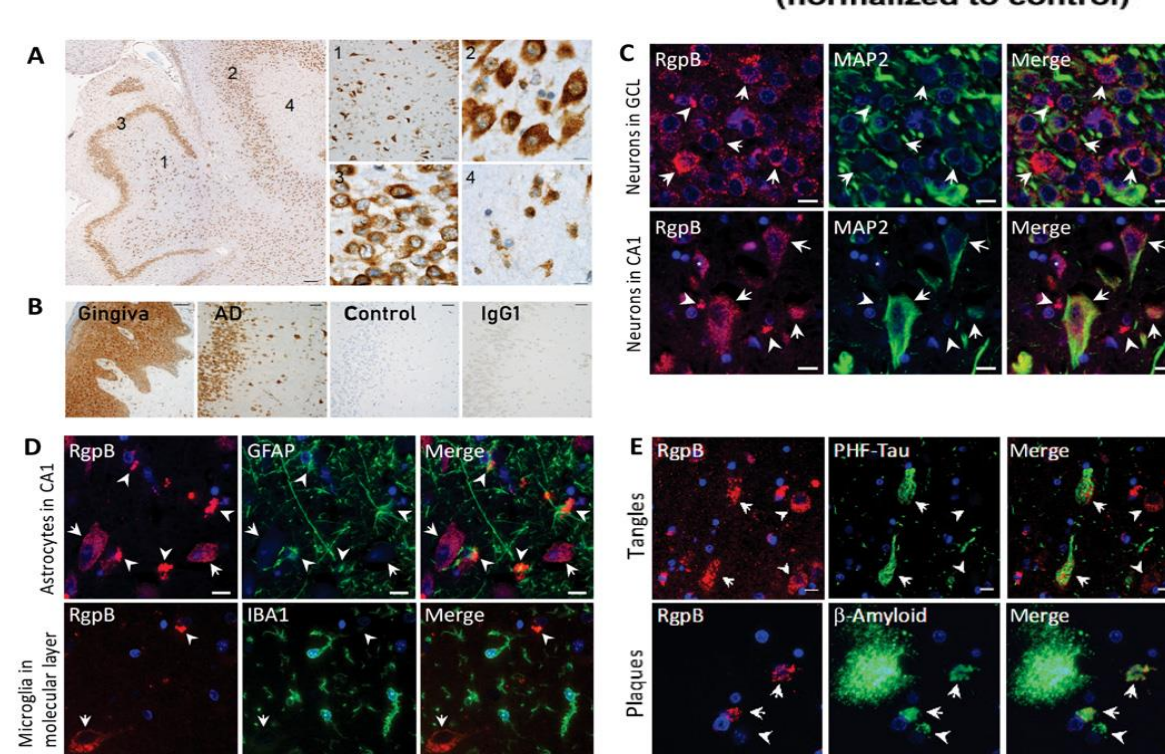 (normalized to control)
A
1
2
3
4
1
2
3
4
B
Gingiva
AD
Control
IgG1
C
Neurons in GCL
RgpB
MAP2
Merge
Neurons in CA1
RgpB
MAP2
Merge
D
Astrocytes in CA1
RgpB
GFAP
Merge
Microglia in
molecular layer
RgpB
IBA1
Merge
E
Tangles
RgpB
PHF-Tau
Merge
Plaques
RgpB
β-Amyloid
Merge